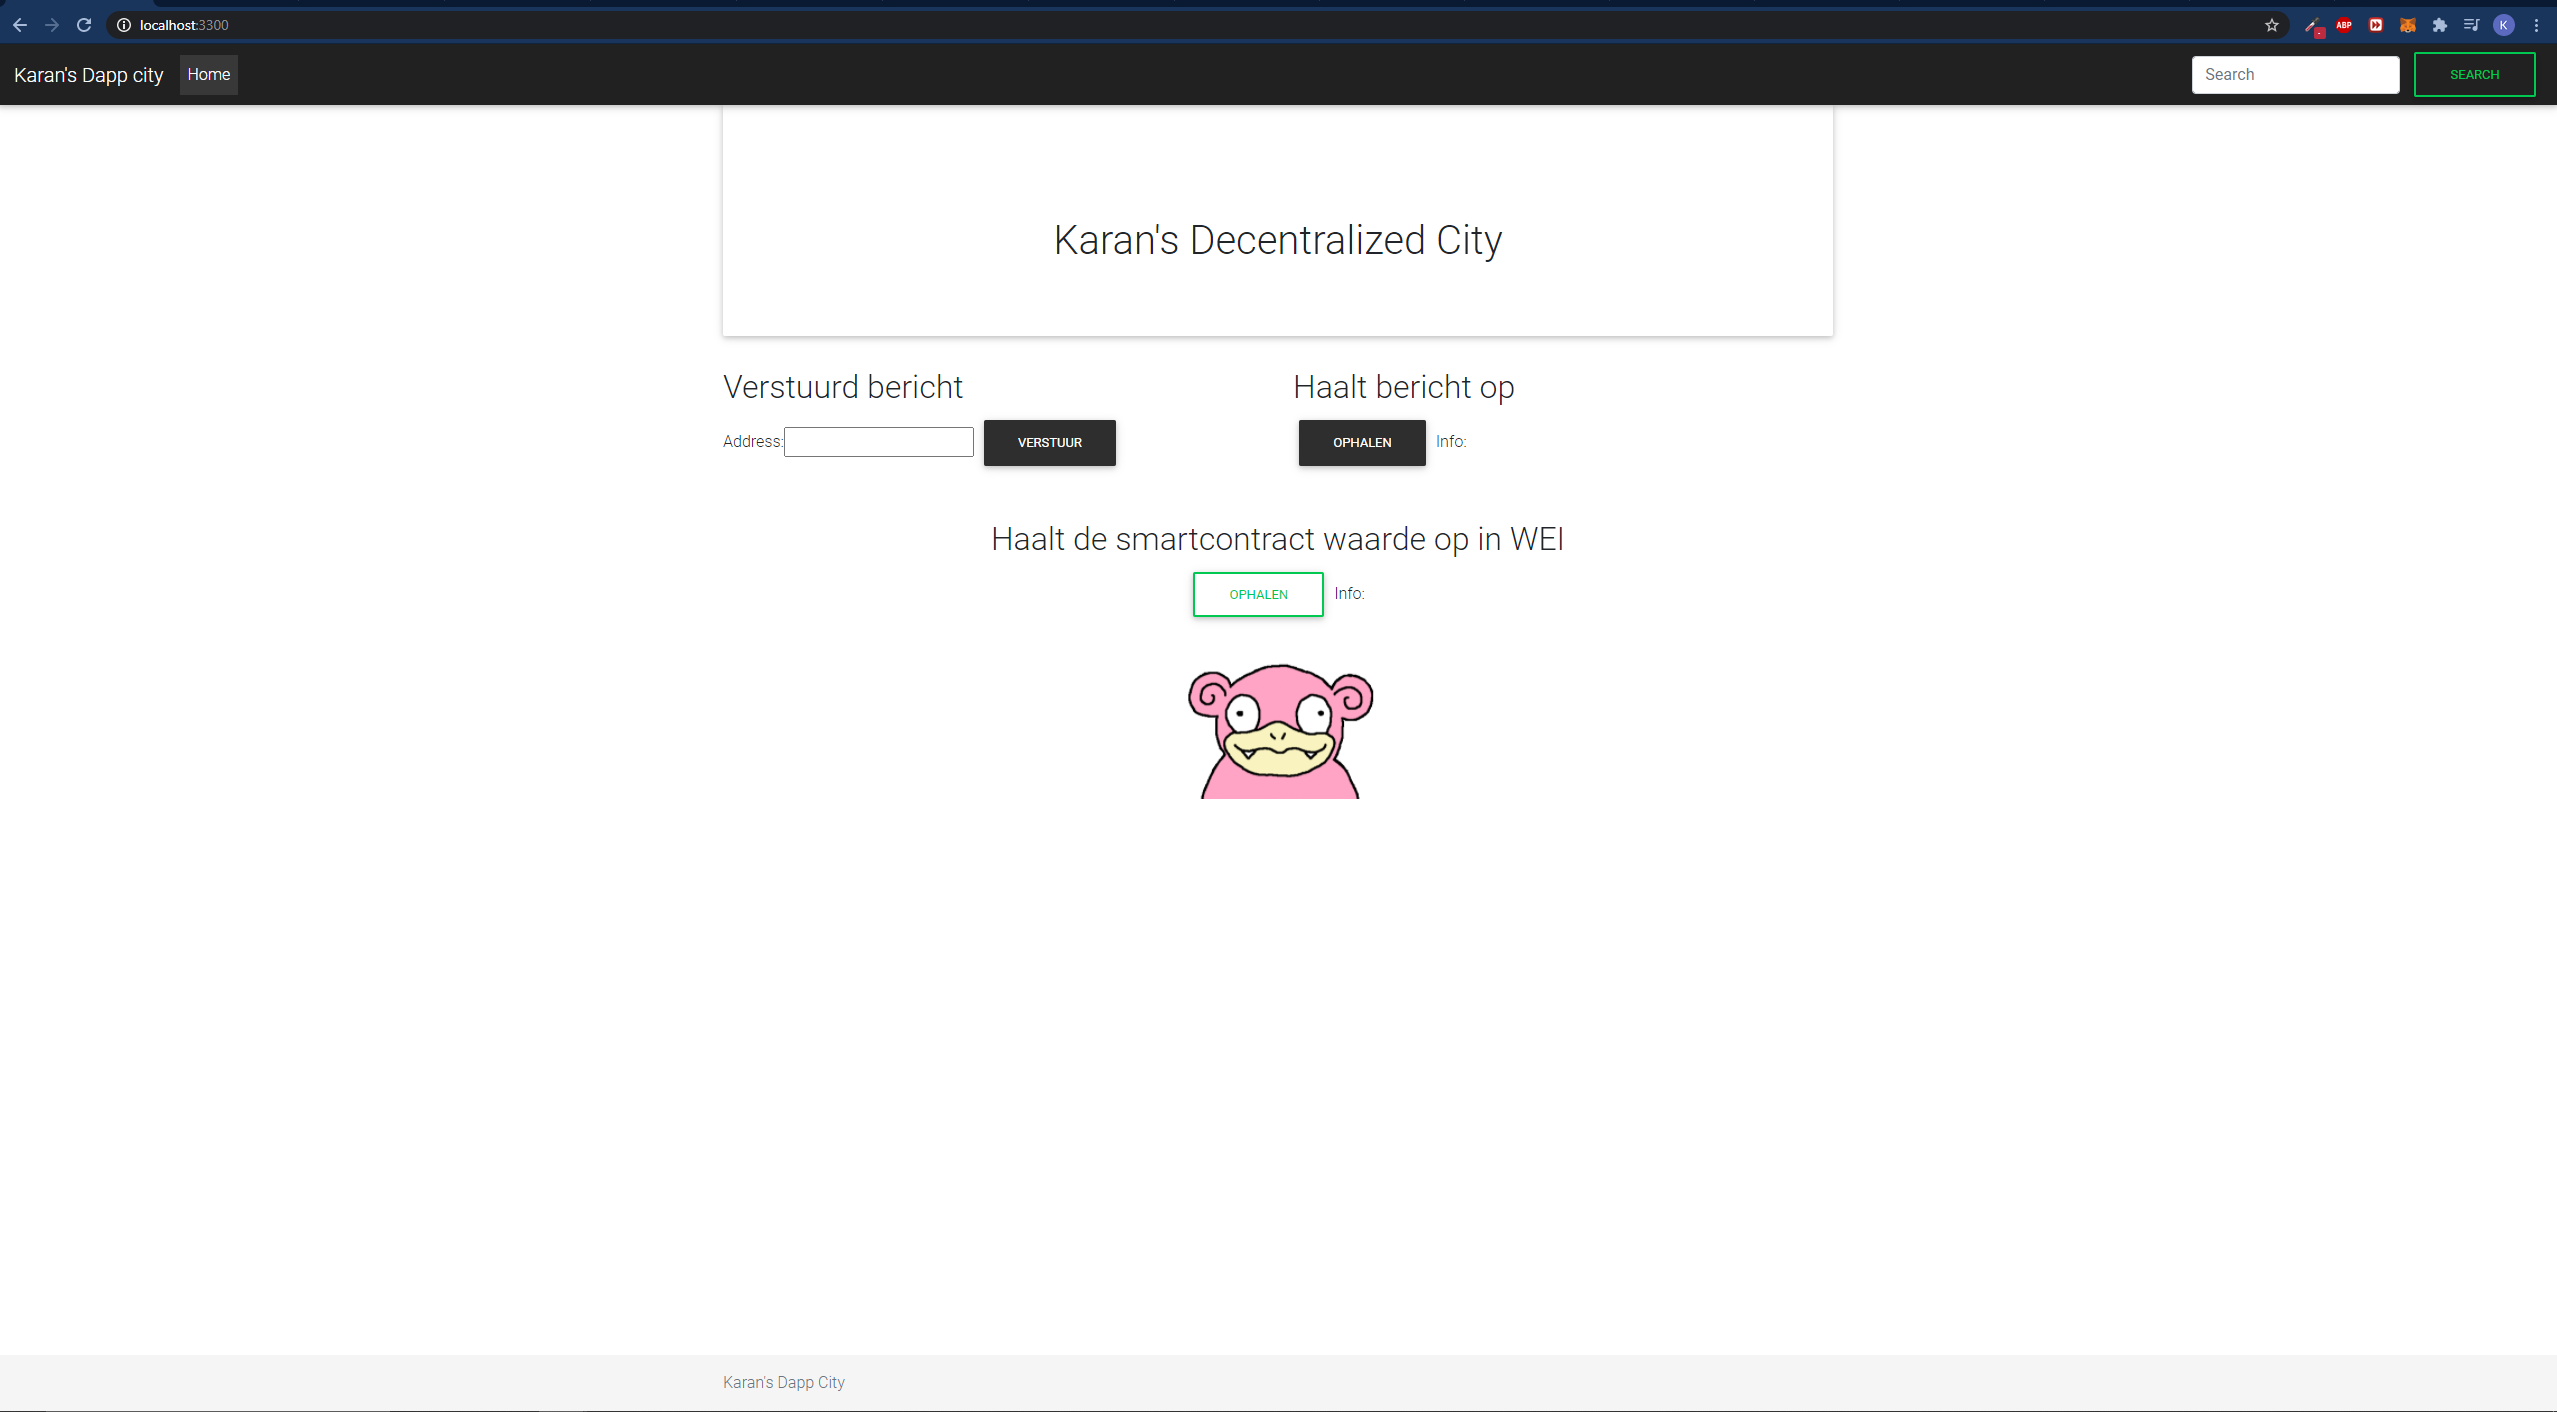 localhost:3300
ABP
K
Karan's Dapp city Home Search SEARCH
Karan's Decentralized City
Verstuurd bericht
Address: VERSTUUR
Haalt bericht op
OPHALEN Info:
Haalt de smartcontract waarde op in WEI
OPHALEN Info:
Karan's Dapp City